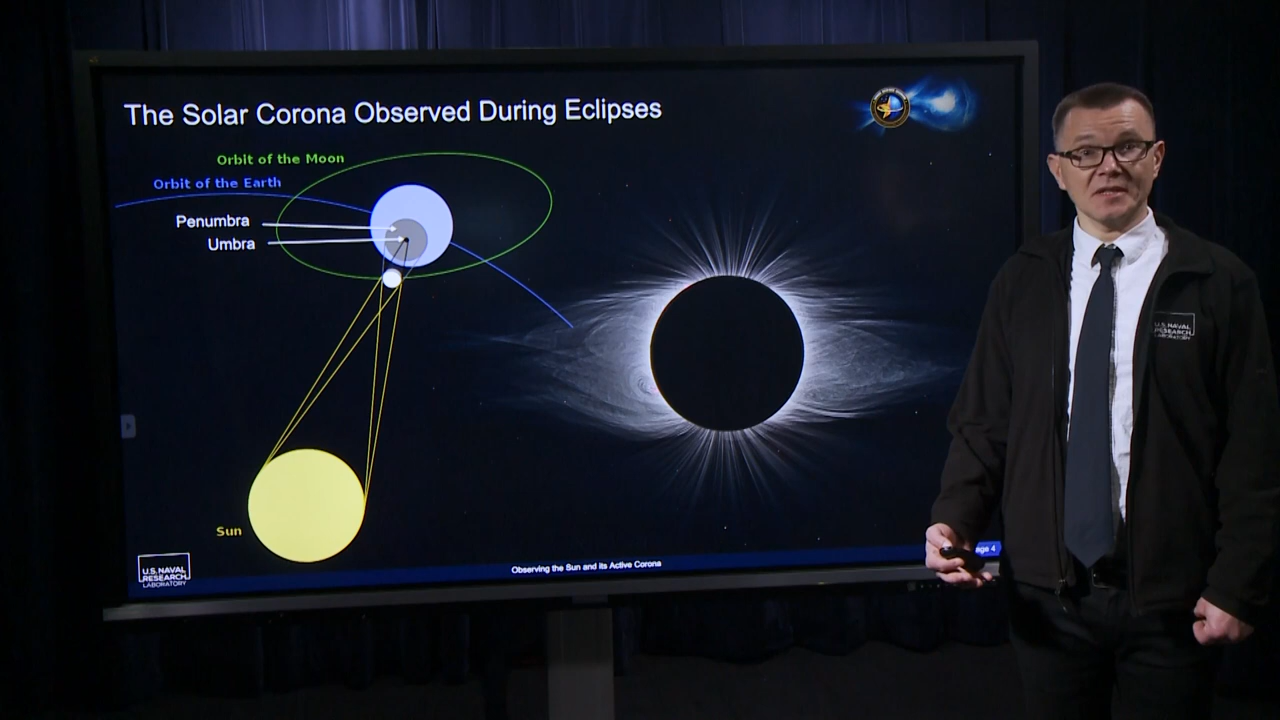 The Solar Corona Observed During Eclipses
Orbit of the Moon
Orbit of the Earth
Penumbra
Umbra
Sun
U.S. NAVAL
RESEARCH
LABORATORY
Observing the Sun and its Active Corona
age 4
U.S. NAVAL
RESEARCH
LABORATORY